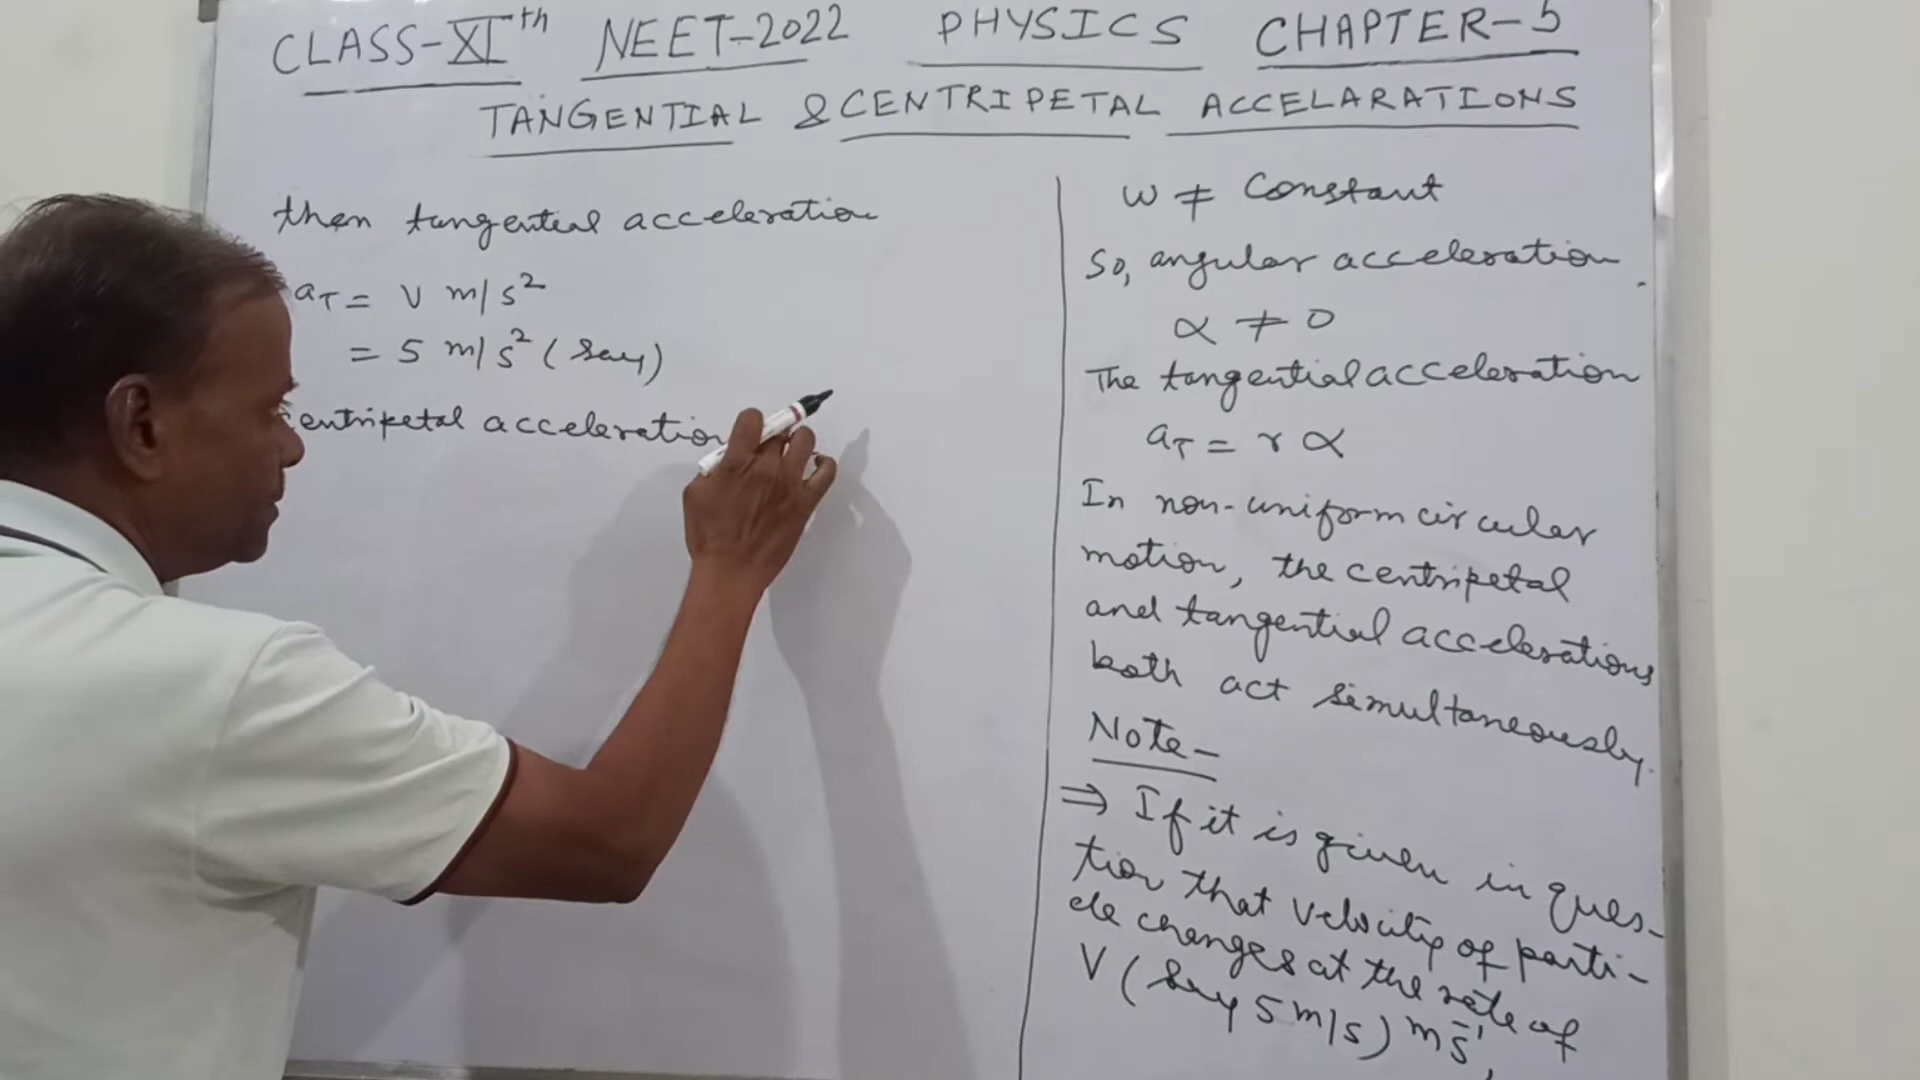 CLASS-XIth NEET-2022 PHYSICS CHAPTER-5
TANGENTIAL & CENTRIPETAL ACCELARATIONS
then tangential acceleration
aT = V m/s²
= 5 m/s² (say)
Centripetal acceleration
ω ≠ Constant
So, angular acceleration
α ≠ 0
The tangential acceleration
aT = r α
In non-uniform circular
motion, the centripetal
and tangential accelerations
both act simultaneously.
Note-
⇒ If it is given in ques-
tion that velocity of parti-
cle changes at the rate of
V (say 5 m/s) ms⁻¹,